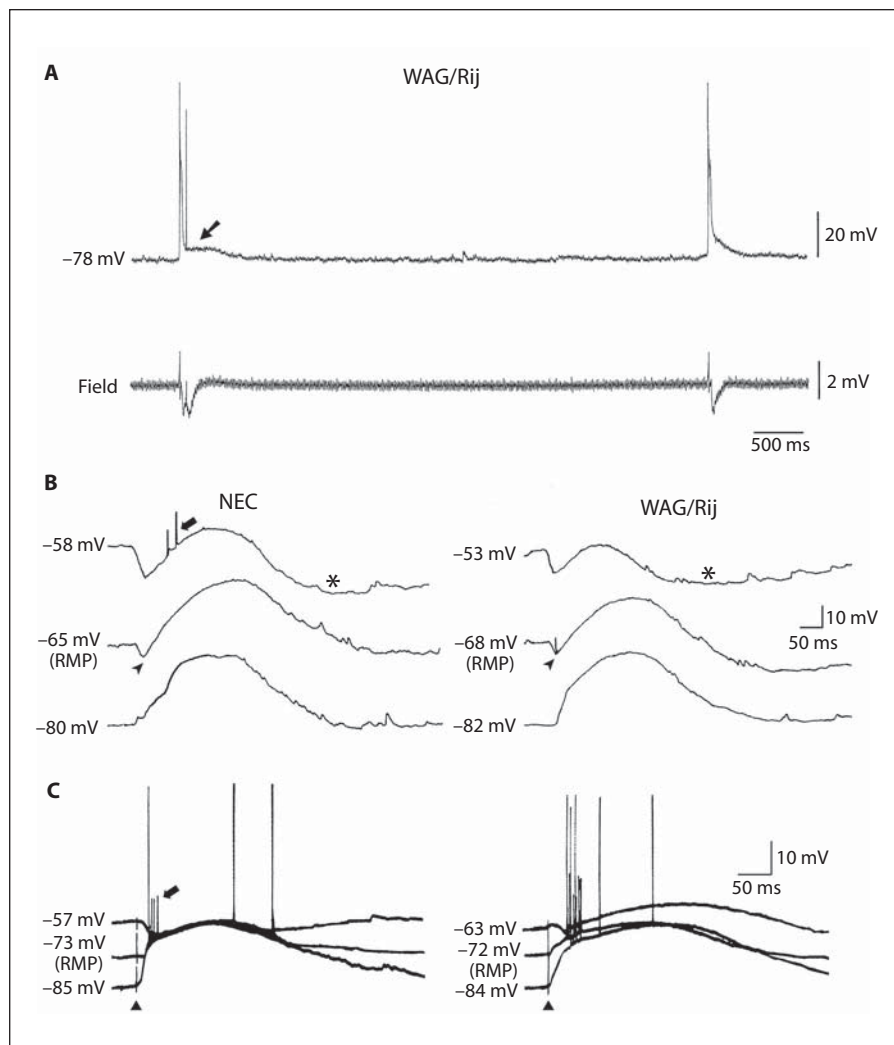 A
WAG/Rij
20 mV
–78 mV
Field
2 mV
500 ms
B
NEC
WAG/Rij
–58 mV
*
–53 mV
*
–65 mV
(RMP)
–68 mV
(RMP)
10 mV
50 ms
–80 mV
–82 mV
C
10 mV
50 ms
–57 mV
–63 mV
–73 mV
(RMP)
–72 mV
(RMP)
–85 mV
–84 mV